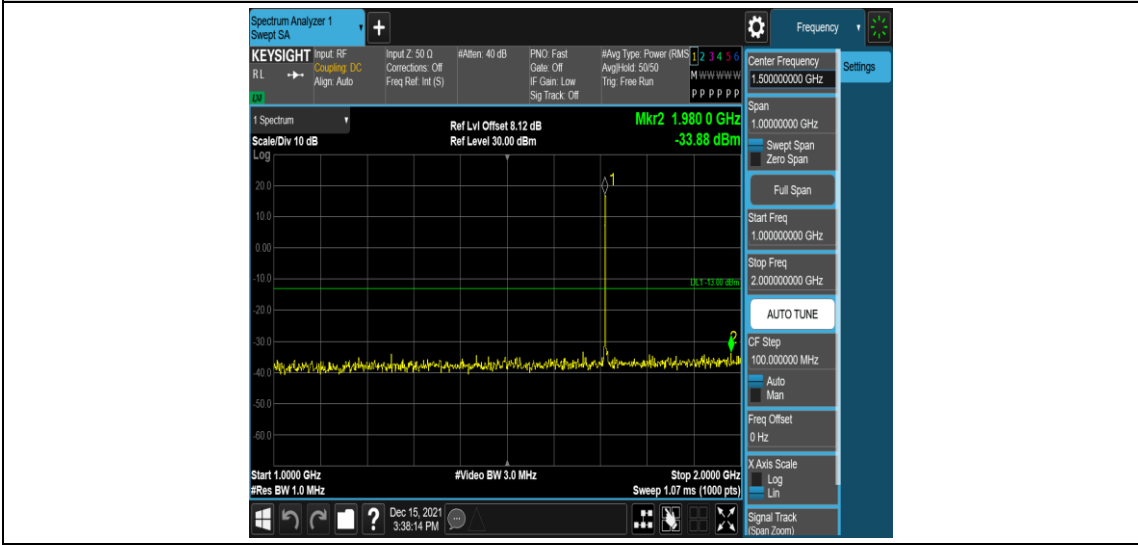 Spectrum Analyzer 1
Swept SA
+
Frequency
KEYSIGHT
RL
LM
Input: RF
Coupling: DC
Align: Auto
Input Z: 50 Ω
Corrections: Off
Freq Ref: Int (S)
#Atten: 40 dB
PNO: Fast
Gate: Off
IF Gain: Low
Sig Track: Off
#Avg Type: Power (RMS
Avg|Hold: 50/50
Trig: Free Run
1 2 3 4 5 6
M W W W W W
P P P P P P
1 Spectrum
Scale/Div 10 dB
Log
Ref Lvl Offset 8.12 dB
Ref Level 30.00 dBm
Mkr2 1.980 0 GHz
-33.88 dBm
1
20.0
10.0
0.00
-10.0
DL1 -13.00 dBm
-20.0
2
-30.0
-40.0
-50.0
-60.0
Start 1.0000 GHz
#Video BW 3.0 MHz
Stop 2.0000 GHz
#Res BW 1.0 MHz
Sweep 1.07 ms (1000 pts)
?
Dec 15, 2021
3:38:14 PM
Center Frequency
1.500000000 GHz
Settings
Span
1.00000000 GHz
Swept Span
Zero Span
Full Span
Start Freq
1.000000000 GHz
Stop Freq
2.000000000 GHz
AUTO TUNE
CF Step
100.000000 MHz
Auto
Man
Freq Offset
0 Hz
X Axis Scale
Log
Lin
Signal Track
(Span Zoom)